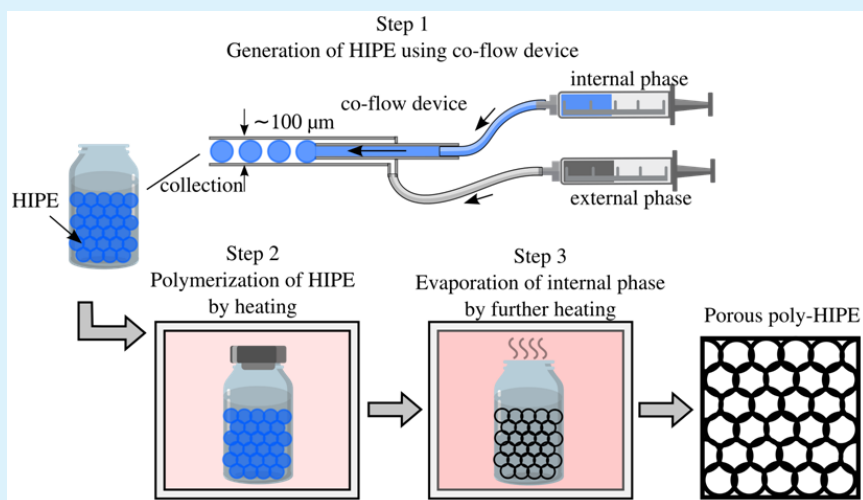 Step 1
Generation of HIPE using co-flow device
internal phase
co-flow device
~100 μm
collection
external phase
HIPE
Step 2
Polymerization of HIPE
by heating
Step 3
Evaporation of internal phase
by further heating
Porous poly-HIPE